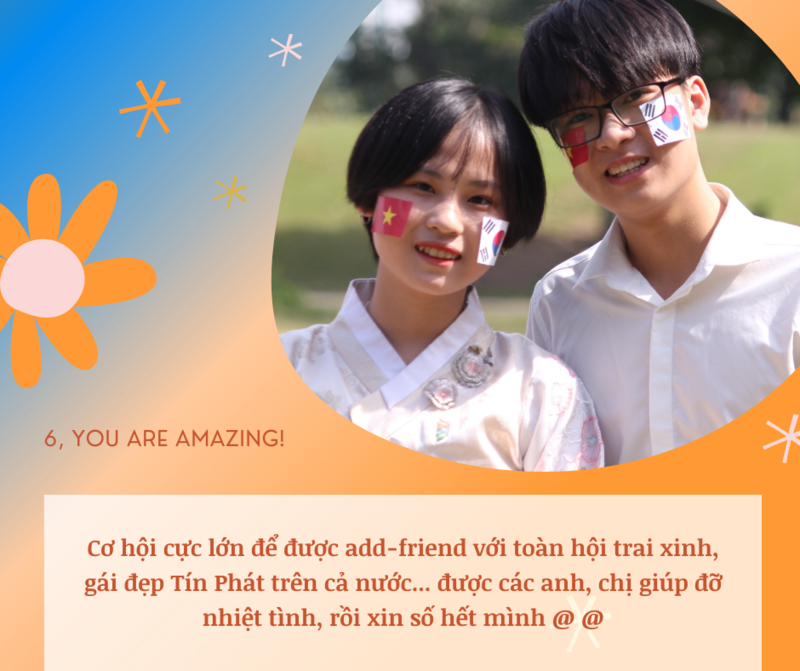 6, YOU ARE AMAZING!
Cơ hội cực lớn để được add-friend với toàn hội trai xinh,
gái đẹp Tín Phát trên cả nước... được các anh, chị giúp đỡ
nhiệt tình, rồi xin số hết mình @ @